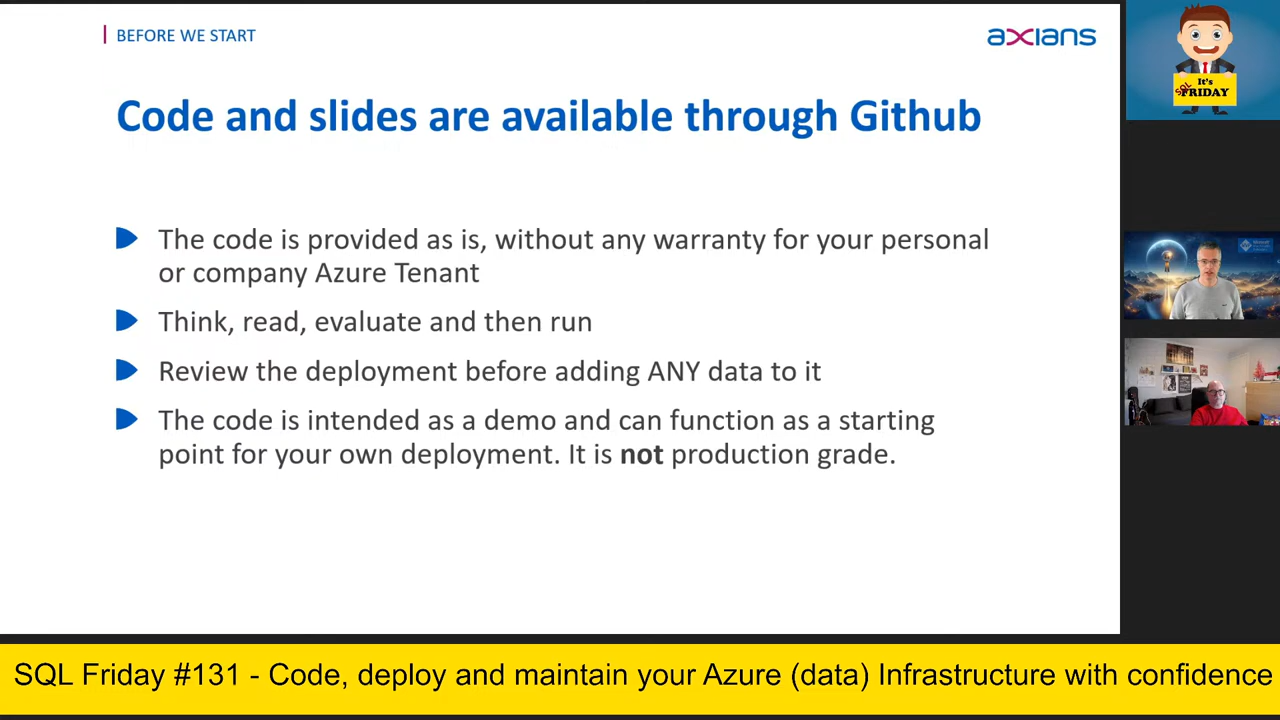 BEFORE WE START
axians
Code and slides are available through Github
The code is provided as is, without any warranty for your personal
or company Azure Tenant
Think, read, evaluate and then run
Review the deployment before adding ANY data to it
The code is intended as a demo and can function as a starting
point for your own deployment. It is not production grade.
It's
SQL
FRIDAY
SQL Friday #131 - Code, deploy and maintain your Azure (data) Infrastructure with confidence